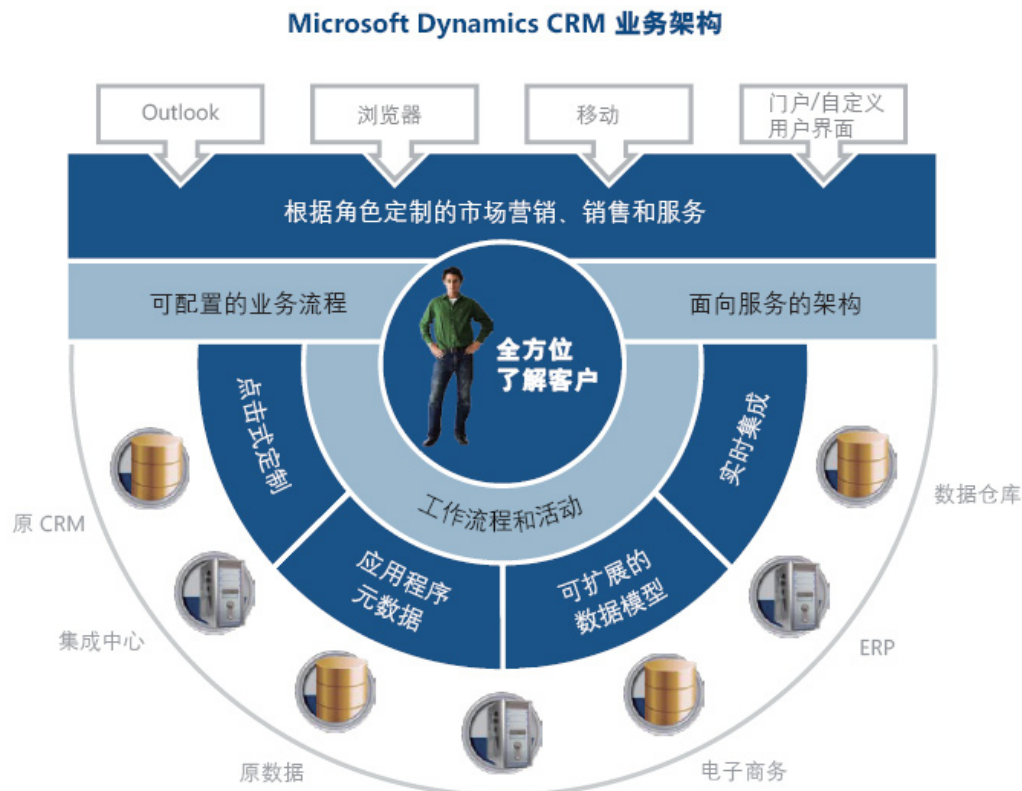 Microsoft Dynamics CRM 业务架构
Outlook
浏览器
移动
门户/自定义
用户界面
根据角色定制的市场营销、销售和服务
可配置的业务流程
面向服务的架构
全方位
了解客户
点击式定制
实时集成
工作流程和活动
应用程序
元数据
可扩展的
数据模型
原 CRM
数据仓库
集成中心
ERP
原数据
电子商务